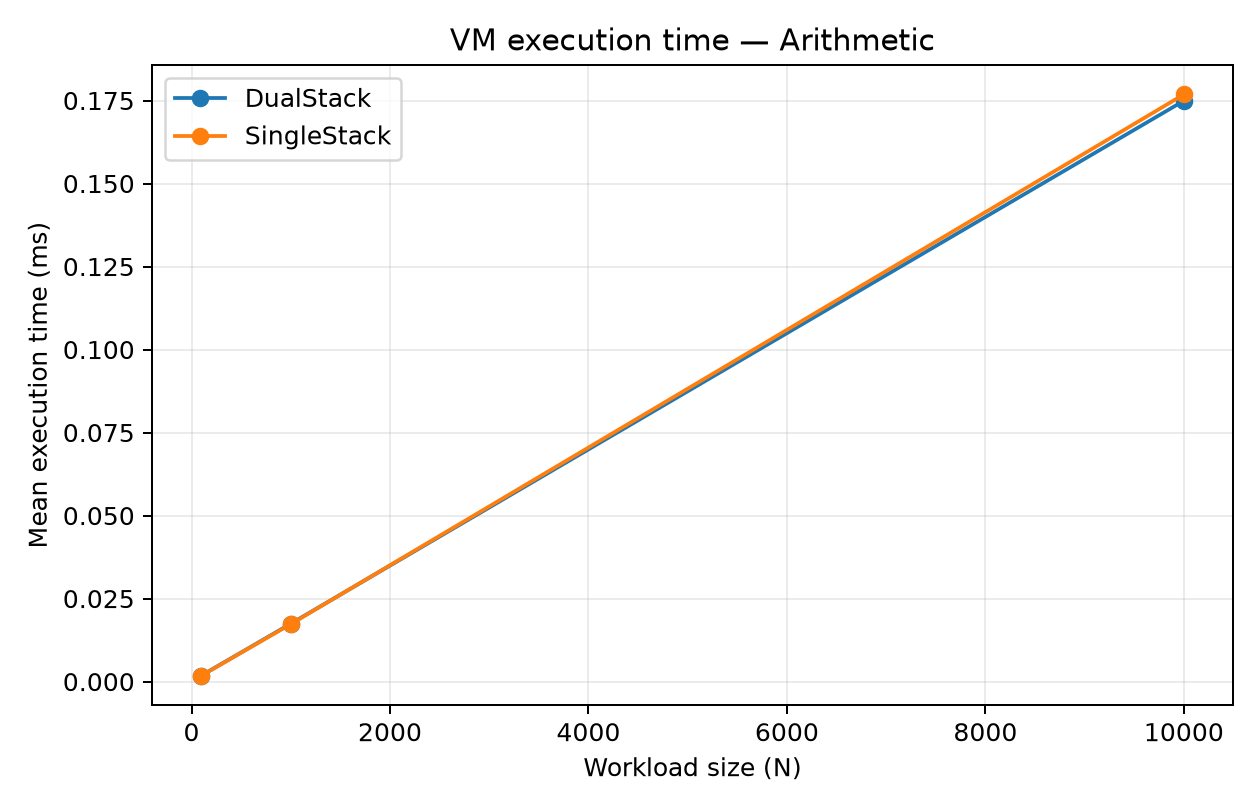 VM execution time — Arithmetic
DualStack
SingleStack
Mean execution time (ms)
0.175
0.150
0.125
0.100
0.075
0.050
0.025
0.000
0 2000 4000 6000 8000 10000
Workload size (N)